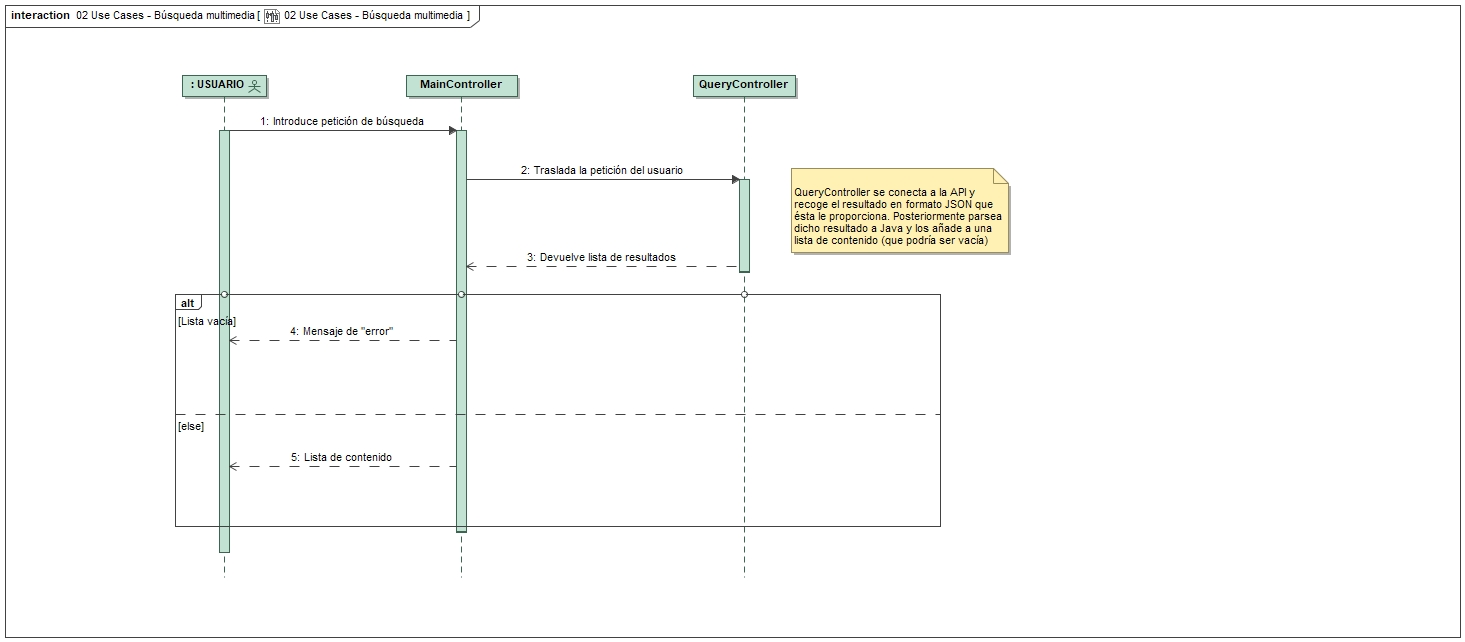 interaction 02 Use Cases - Búsqueda multimedia [ 02 Use Cases - Búsqueda multimedia ]
: USUARIO
MainController
QueryController
1: Introduce petición de búsqueda
2: Traslada la petición del usuario
QueryController se conecta a la API y
recoge el resultado en formato JSON que
ésta le proporciona. Posteriormente parsea
dicho resultado a Java y los añade a una
lista de contenido (que podría ser vacía)
3: Devuelve lista de resultados
alt
[Lista vacía]
4: Mensaje de "error"
[else]
5: Lista de contenido